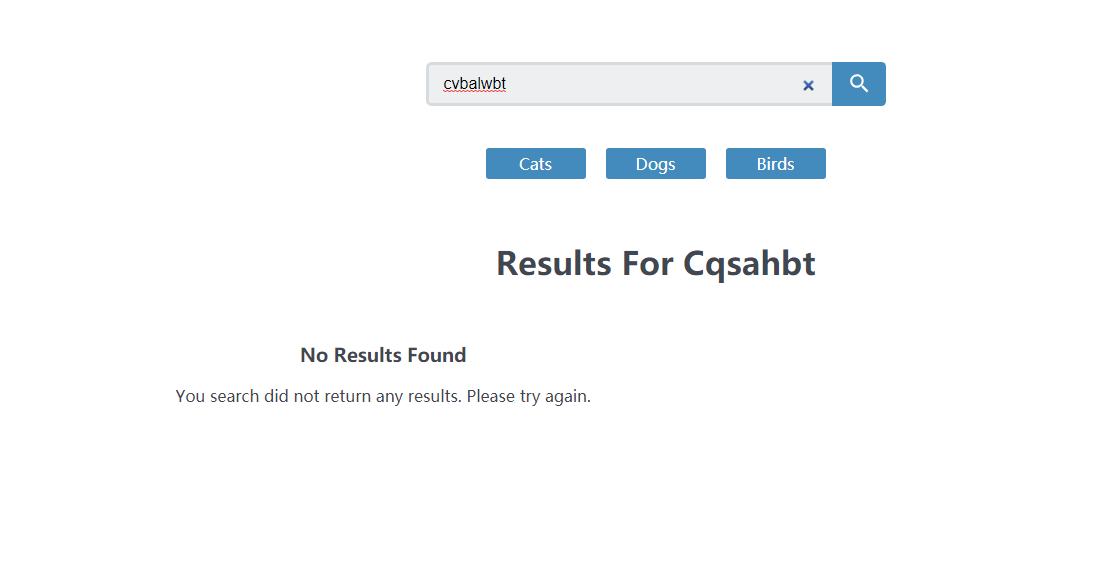 cvbalwbt
Cats Dogs Birds
Results For Cqsahbt
No Results Found
You search did not return any results. Please try again.